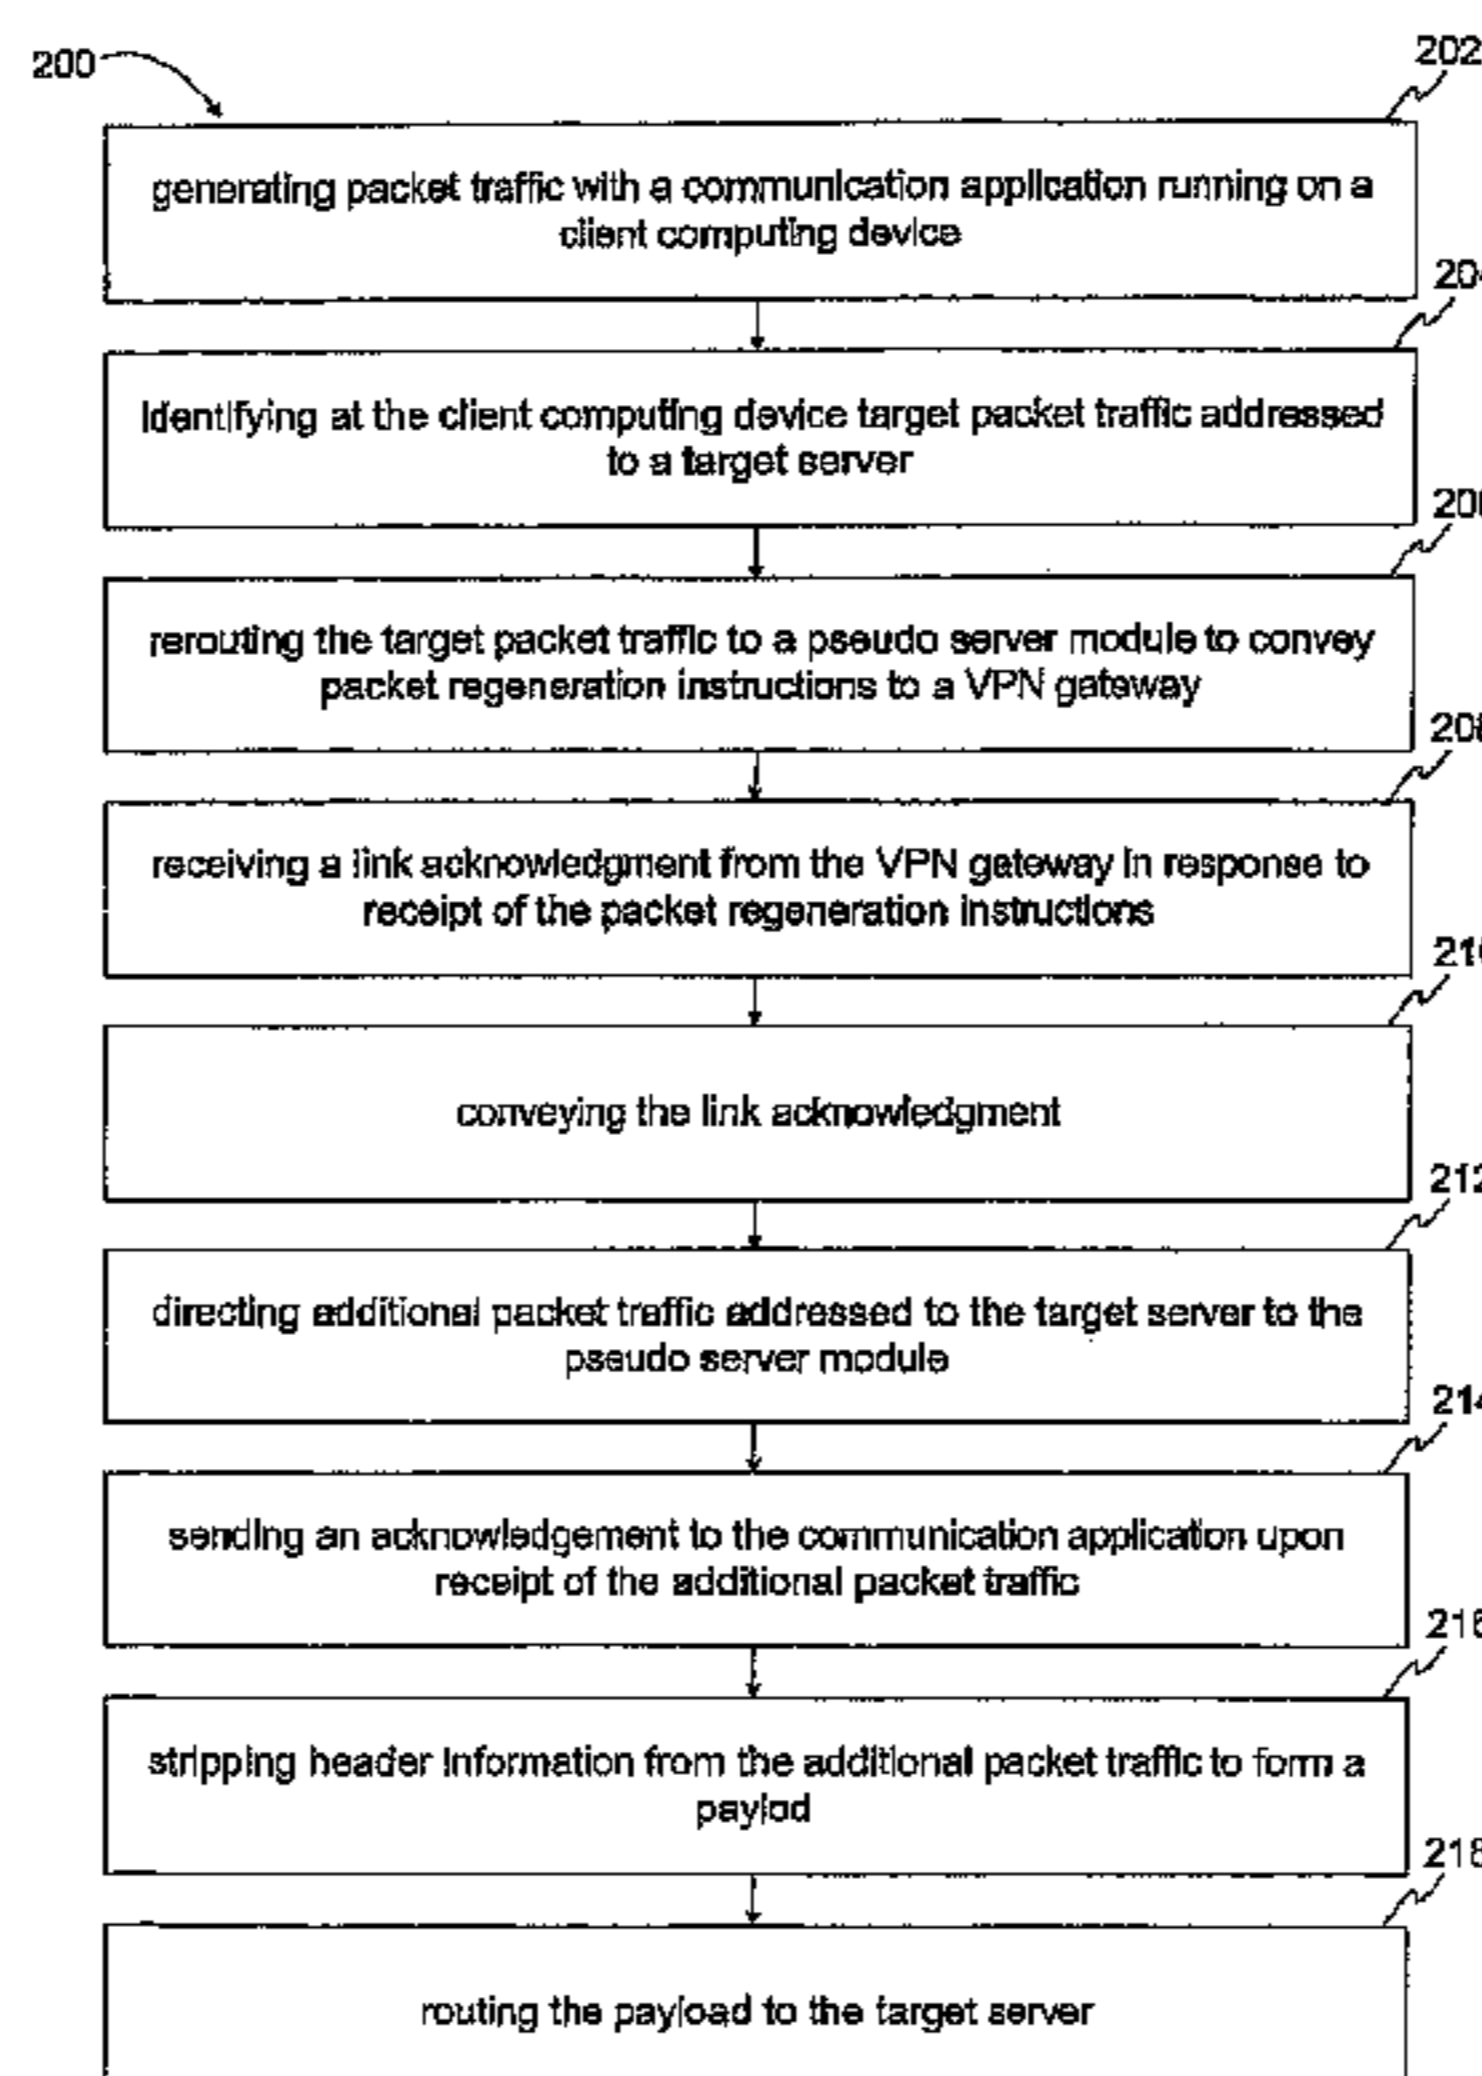 200
202
generating packet traffic with a communication application running on a
client computing device
204
identifying at the client computing device target packet traffic addressed
to a target server
206
rerouting the target packet traffic to a pseudo server module to convey
packet regeneration instructions to a VPN gateway
208
receiving a link acknowledgment from the VPN gateway in response to
receipt of the packet regeneration instructions
210
conveying the link acknowledgment
212
directing additional packet traffic addressed to the target server to the
pseudo server module
214
sending an acknowledgement to the communication application upon
receipt of the additional packet traffic
216
stripping header information from the additional packet traffic to form a
paylod
218
routing the payload to the target server